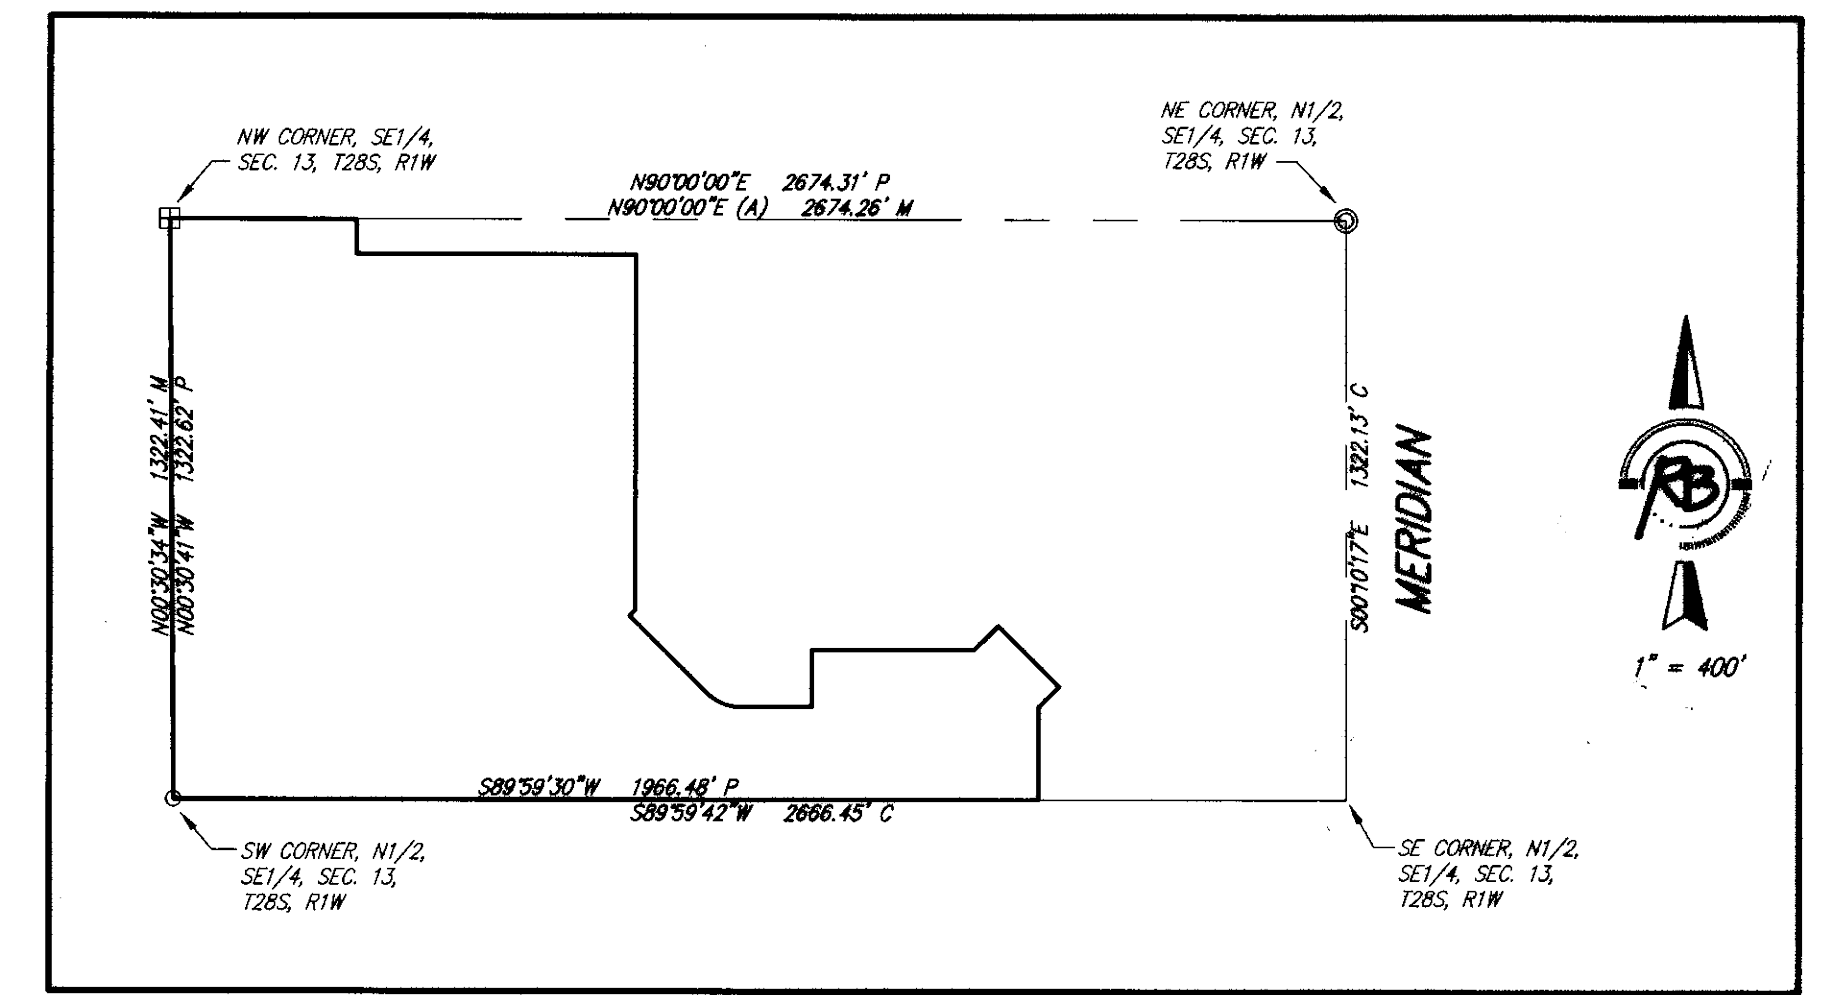 NW CORNER, SE1/4,
SEC. 13, T28S, R1W
NE CORNER, N1/2,
SE1/4, SEC. 13,
T28S, R1W
N90°00'00"E 2674.31' P
N90°00'00"E (A) 2674.26' M
N00°30'34"W 1322.41' M
N00°30'41"W 1322.62' P
S00°10'17"E 1322.13' C
MERIDIAN
RB
1" = 400'
S89°59'30"W 1966.48' P
S89°59'42"W 2666.45' C
SW CORNER, N1/2,
SE1/4, SEC. 13,
T28S, R1W
SE CORNER, N1/2,
SE1/4, SEC. 13,
T28S, R1W